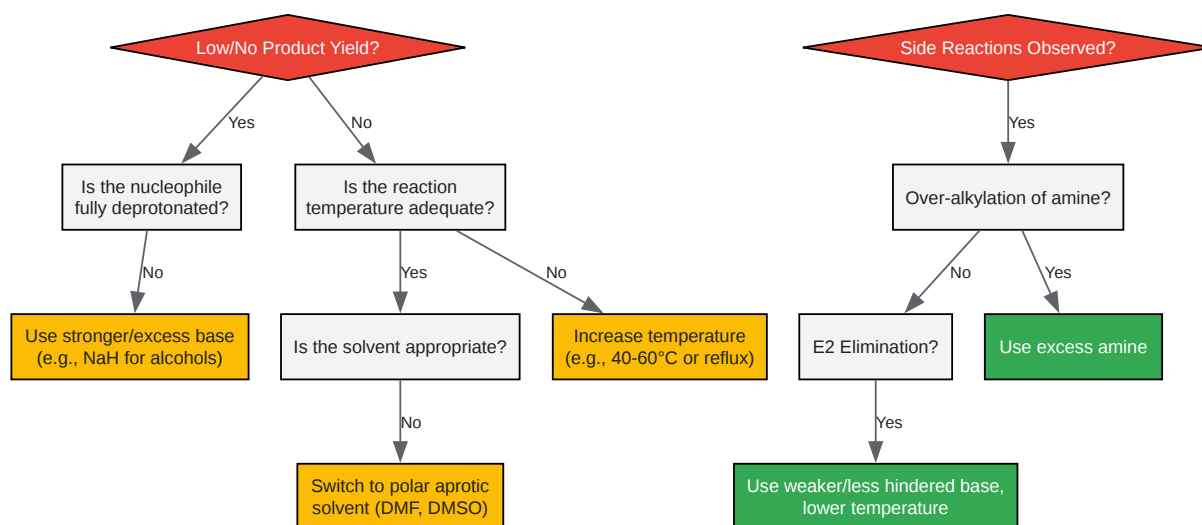 Low/No Product Yield?
Side Reactions Observed?
Yes
No
Yes
Is the nucleophile
fully deprotonated?
Is the reaction
temperature adequate?
Over-alkylation of amine?
No
Yes
No
No
Yes
Use stronger/excess base
(e.g., NaH for alcohols)
Is the solvent appropriate?
Increase temperature
(e.g., 40-60°C or reflux)
E2 Elimination?
Use excess amine
No
Yes
Switch to polar aprotic
solvent (DMF, DMSO)
Use weaker/less hindered base,
lower temperature